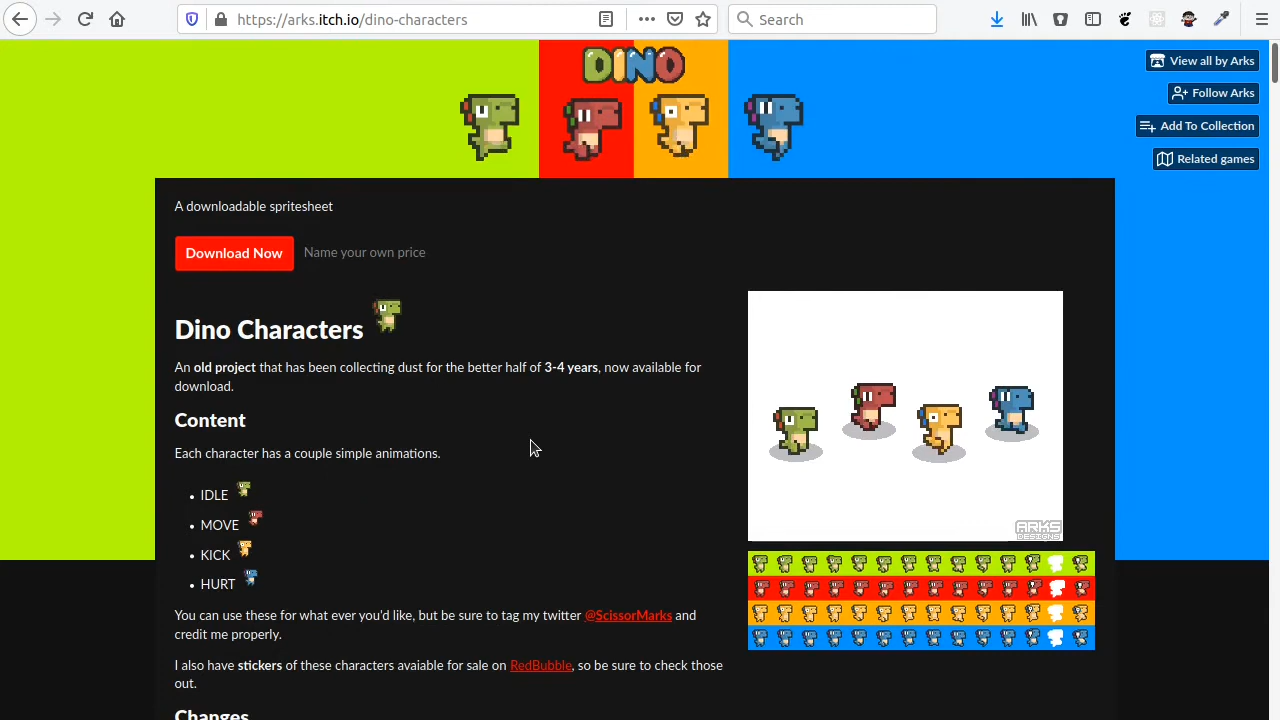 https://arks.itch.io/dino-characters
Search
DINO
View all by Arks
Follow Arks
Add To Collection
Related games
A downloadable spritesheet
Download Now Name your own price
Dino Characters
An old project that has been collecting dust for the better half of 3-4 years, now available for
download.
Content
Each character has a couple simple animations.
• IDLE
• MOVE
• KICK
• HURT
You can use these for what ever you'd like, but be sure to tag my twitter @ScissorMarks and
credit me properly.
I also have stickers of these characters avaiable for sale on RedBubble, so be sure to check those
out.
Changes
ARKS
DESIGNS